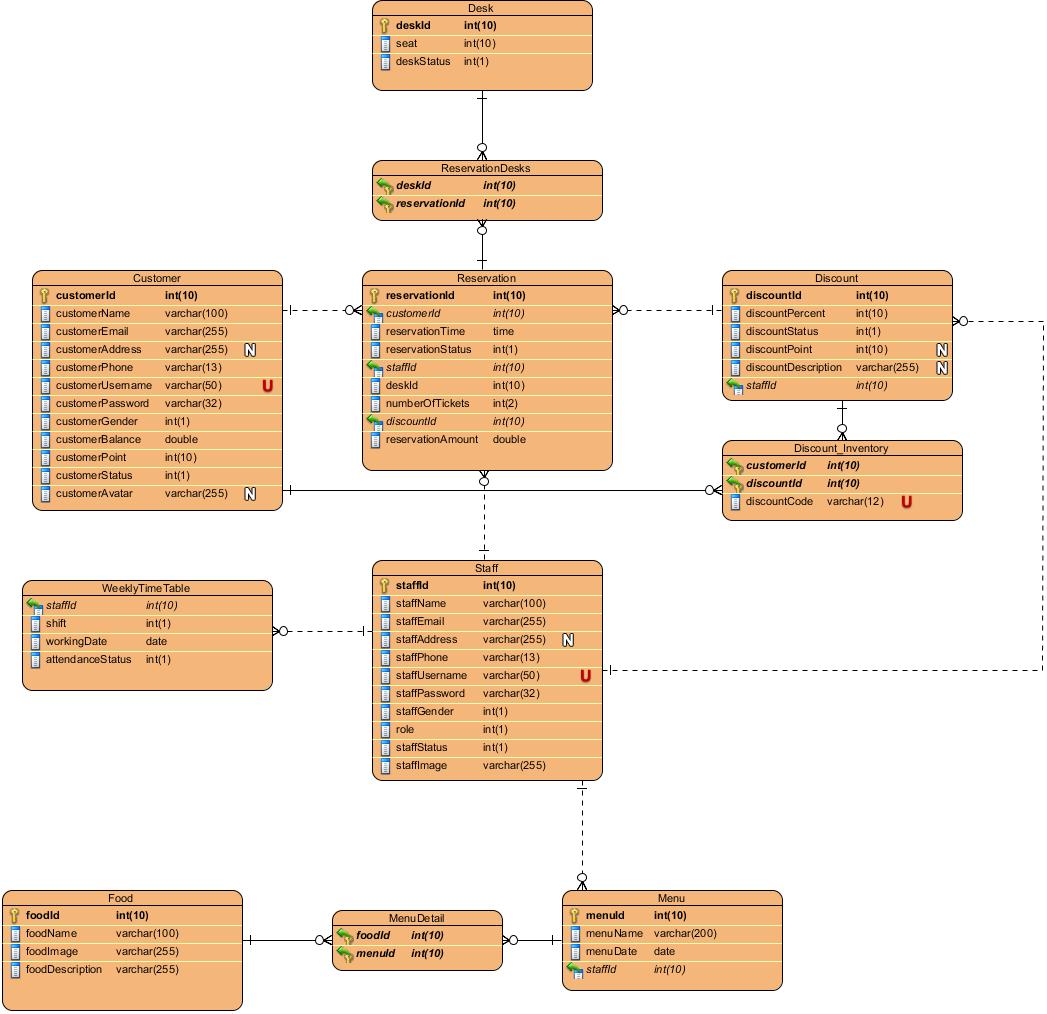 Desk
deskId int(10)
seat int(10)
deskStatus int(1)
ReservationDesks
deskId int(10)
reservationId int(10)
Customer
customerId int(10)
customerName varchar(100)
customerEmail varchar(255)
customerAddress varchar(255) N
customerPhone varchar(13)
customerUsername varchar(50) U
customerPassword varchar(32)
customerGender int(1)
customerBalance double
customerPoint int(10)
customerStatus int(1)
customerAvatar varchar(255) N
Reservation
reservationId int(10)
customerId int(10)
reservationTime time
reservationStatus int(1)
staffId int(10)
deskId int(10)
numberOfTickets int(2)
discountId int(10)
reservationAmount double
Discount
discountId int(10)
discountPercent int(10)
discountStatus int(1)
discountPoint int(10) N
discountDescription varchar(255) N
staffId int(10)
Discount_Inventory
customerId int(10)
discountId int(10)
discountCode varchar(12) U
WeeklyTimeTable
staffId int(10)
shift int(1)
workingDate date
attendanceStatus int(1)
Staff
staffId int(10)
staffName varchar(100)
staffEmail varchar(255)
staffAddress varchar(255) N
staffPhone varchar(13)
staffUsername varchar(50) U
staffPassword varchar(32)
staffGender int(1)
role int(1)
staffStatus int(1)
staffImage varchar(255)
Food
foodId int(10)
foodName varchar(100)
foodImage varchar(255)
foodDescription varchar(255)
MenuDetail
foodId int(10)
menuId int(10)
Menu
menuId int(10)
menuName varchar(200)
menuDate date
staffId int(10)